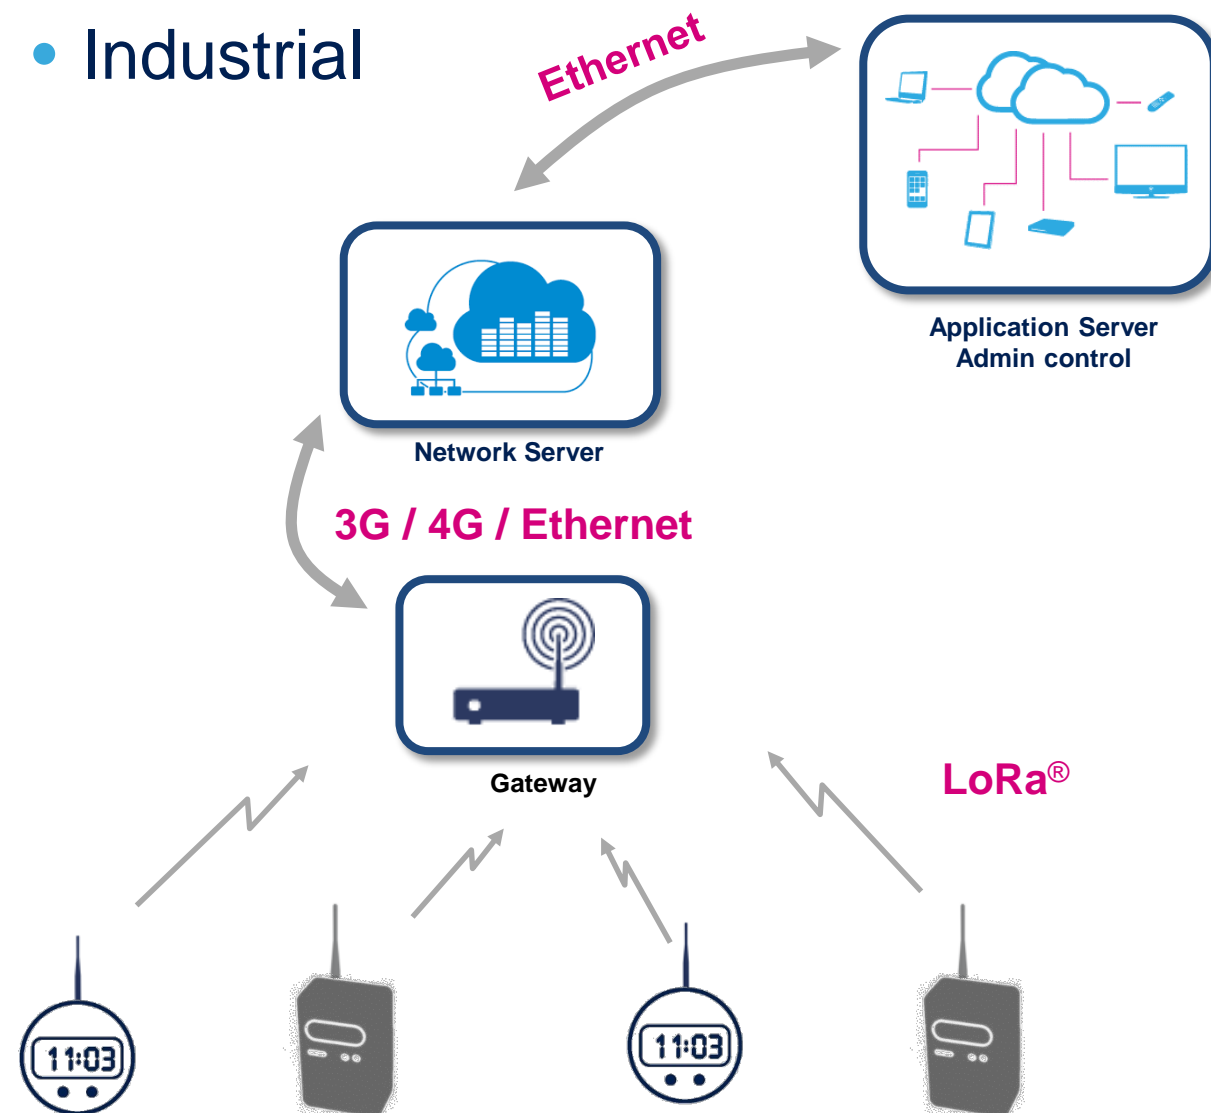 • Industrial
Ethernet
Application Server
Admin control
Network Server
3G / 4G / Ethernet
Gateway
LoRa®
11:03
11:03